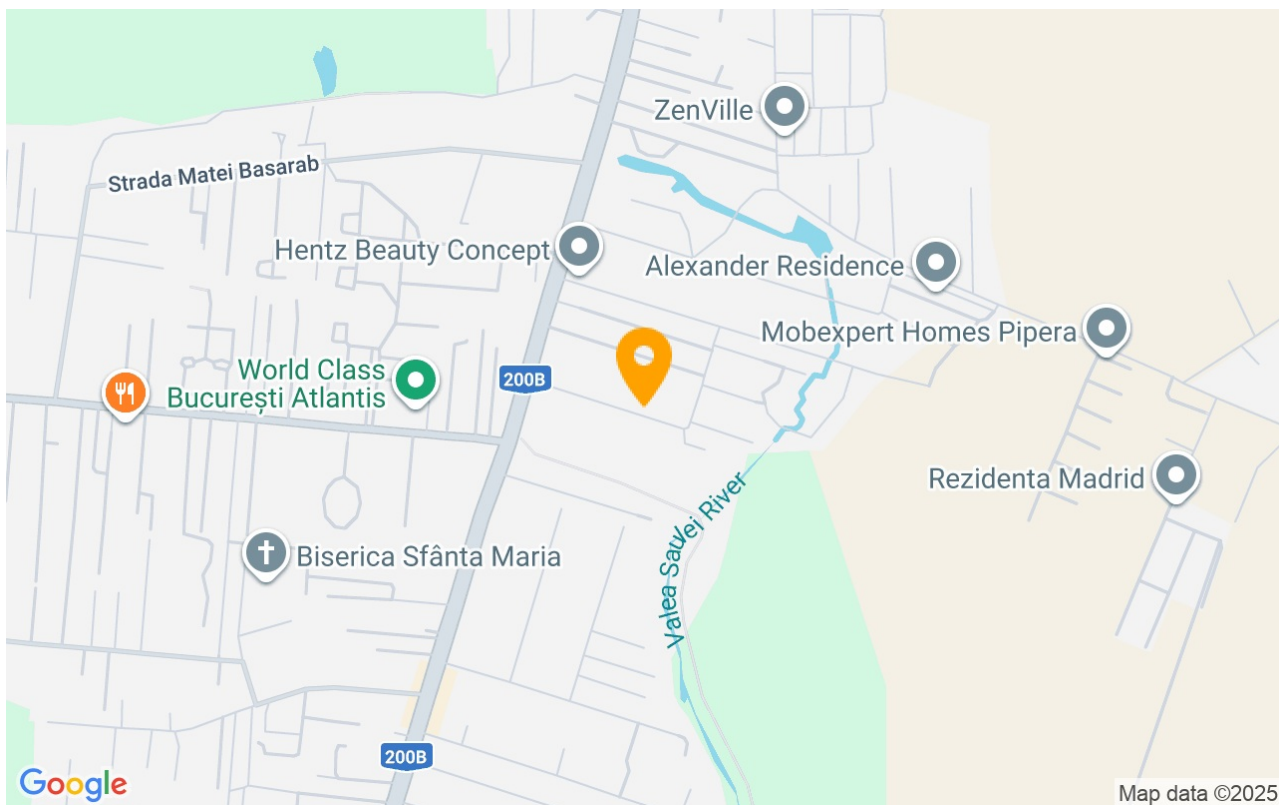 ZenVille
Strada Matei Basarab
Hentz Beauty Concept
Alexander Residence
Mobexpert Homes Pipera
World Class
București Atlantis
200B
Rezidenta Madrid
Valea Saulei River
Biserica Sfânta Maria
200B
Google
Map data ©2025